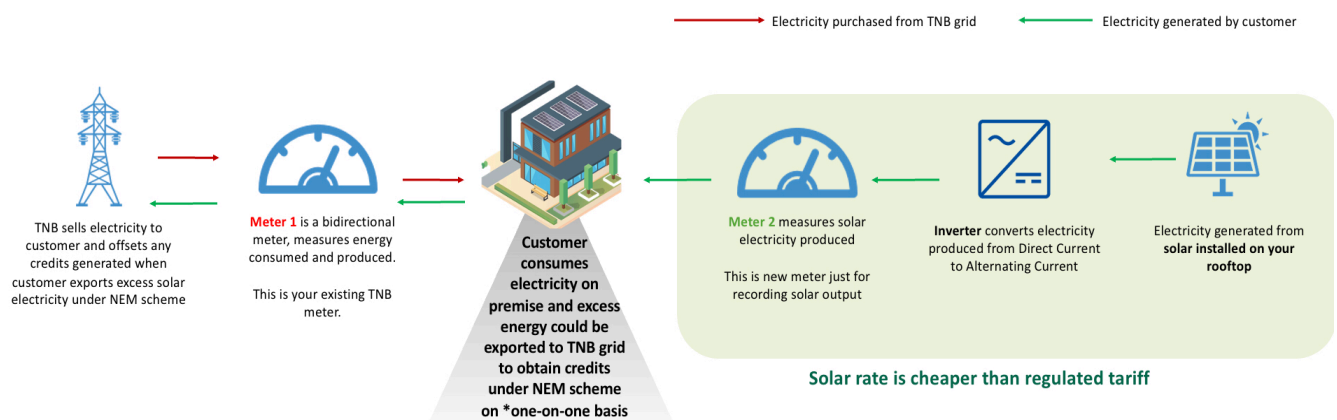 Electricity purchased from TNB grid
Electricity generated by customer
TNB sells electricity to
customer and offsets any
credits generated when
customer exports excess solar
electricity under NEM scheme
Meter 1 is a bidirectional
meter, measures energy
consumed and produced.
This is your existing TNB
meter.
Customer
consumes
electricity on
premise and excess
energy could be
exported to TNB grid
to obtain credits
under NEM scheme
on *one-on-one basis
Meter 2 measures solar
electricity produced
This is new meter just for
recording solar output
Inverter converts electricity
produced from Direct Current
to Alternating Current
Electricity generated from
solar installed on your
rooftop
Solar rate is cheaper than regulated tariff